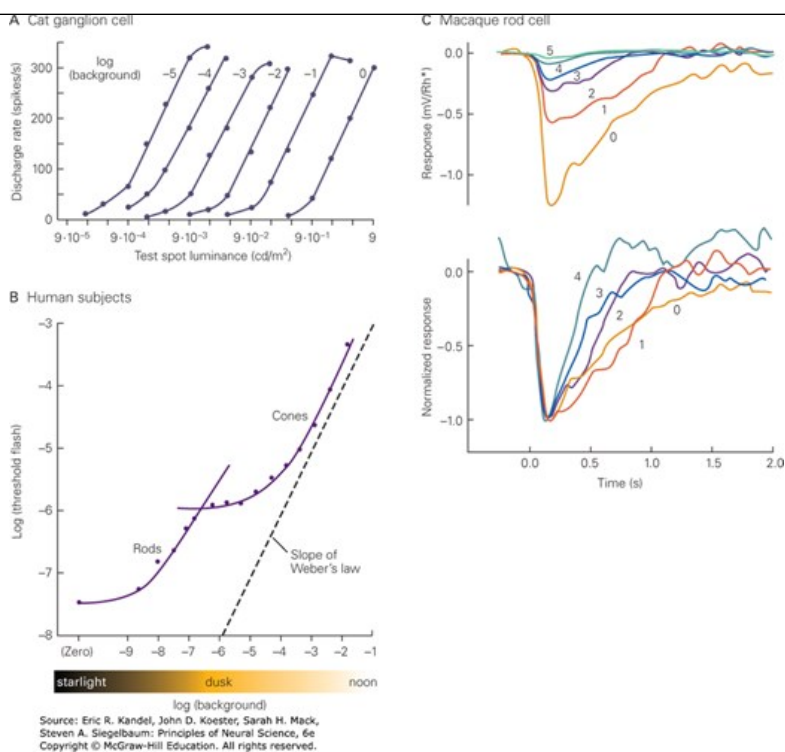 A Cat ganglion cell
Discharge rate (spikes/s)
300
200
100
0
log
(background)
–5
–4
–3
–2
–1
0
9·10⁻⁵
9·10⁻⁴
9·10⁻³
9·10⁻²
9·10⁻¹
9
Test spot luminance (cd/m²)
B Human subjects
Log (threshold flash)
–3
–4
–5
–6
–7
–8
Cones
Rods
Slope of
Weber's law
(Zero)
–9
–8
–7
–6
–5
–4
–3
–2
–1
starlight
dusk
noon
log (background)
Source: Eric R. Kandel, John D. Koester, Sarah H. Mack,
Steven A. Siegelbaum: Principles of Neural Science, 6e
Copyright © McGraw-Hill Education. All rights reserved.
C Macaque rod cell
Response (mV/Rh*)
0.0
–0.5
–1.0
5
4
3
2
1
0
Normalized response
0.0
–0.5
–1.0
4
3
2
1
0
0.0
0.5
1.0
1.5
2.0
Time (s)